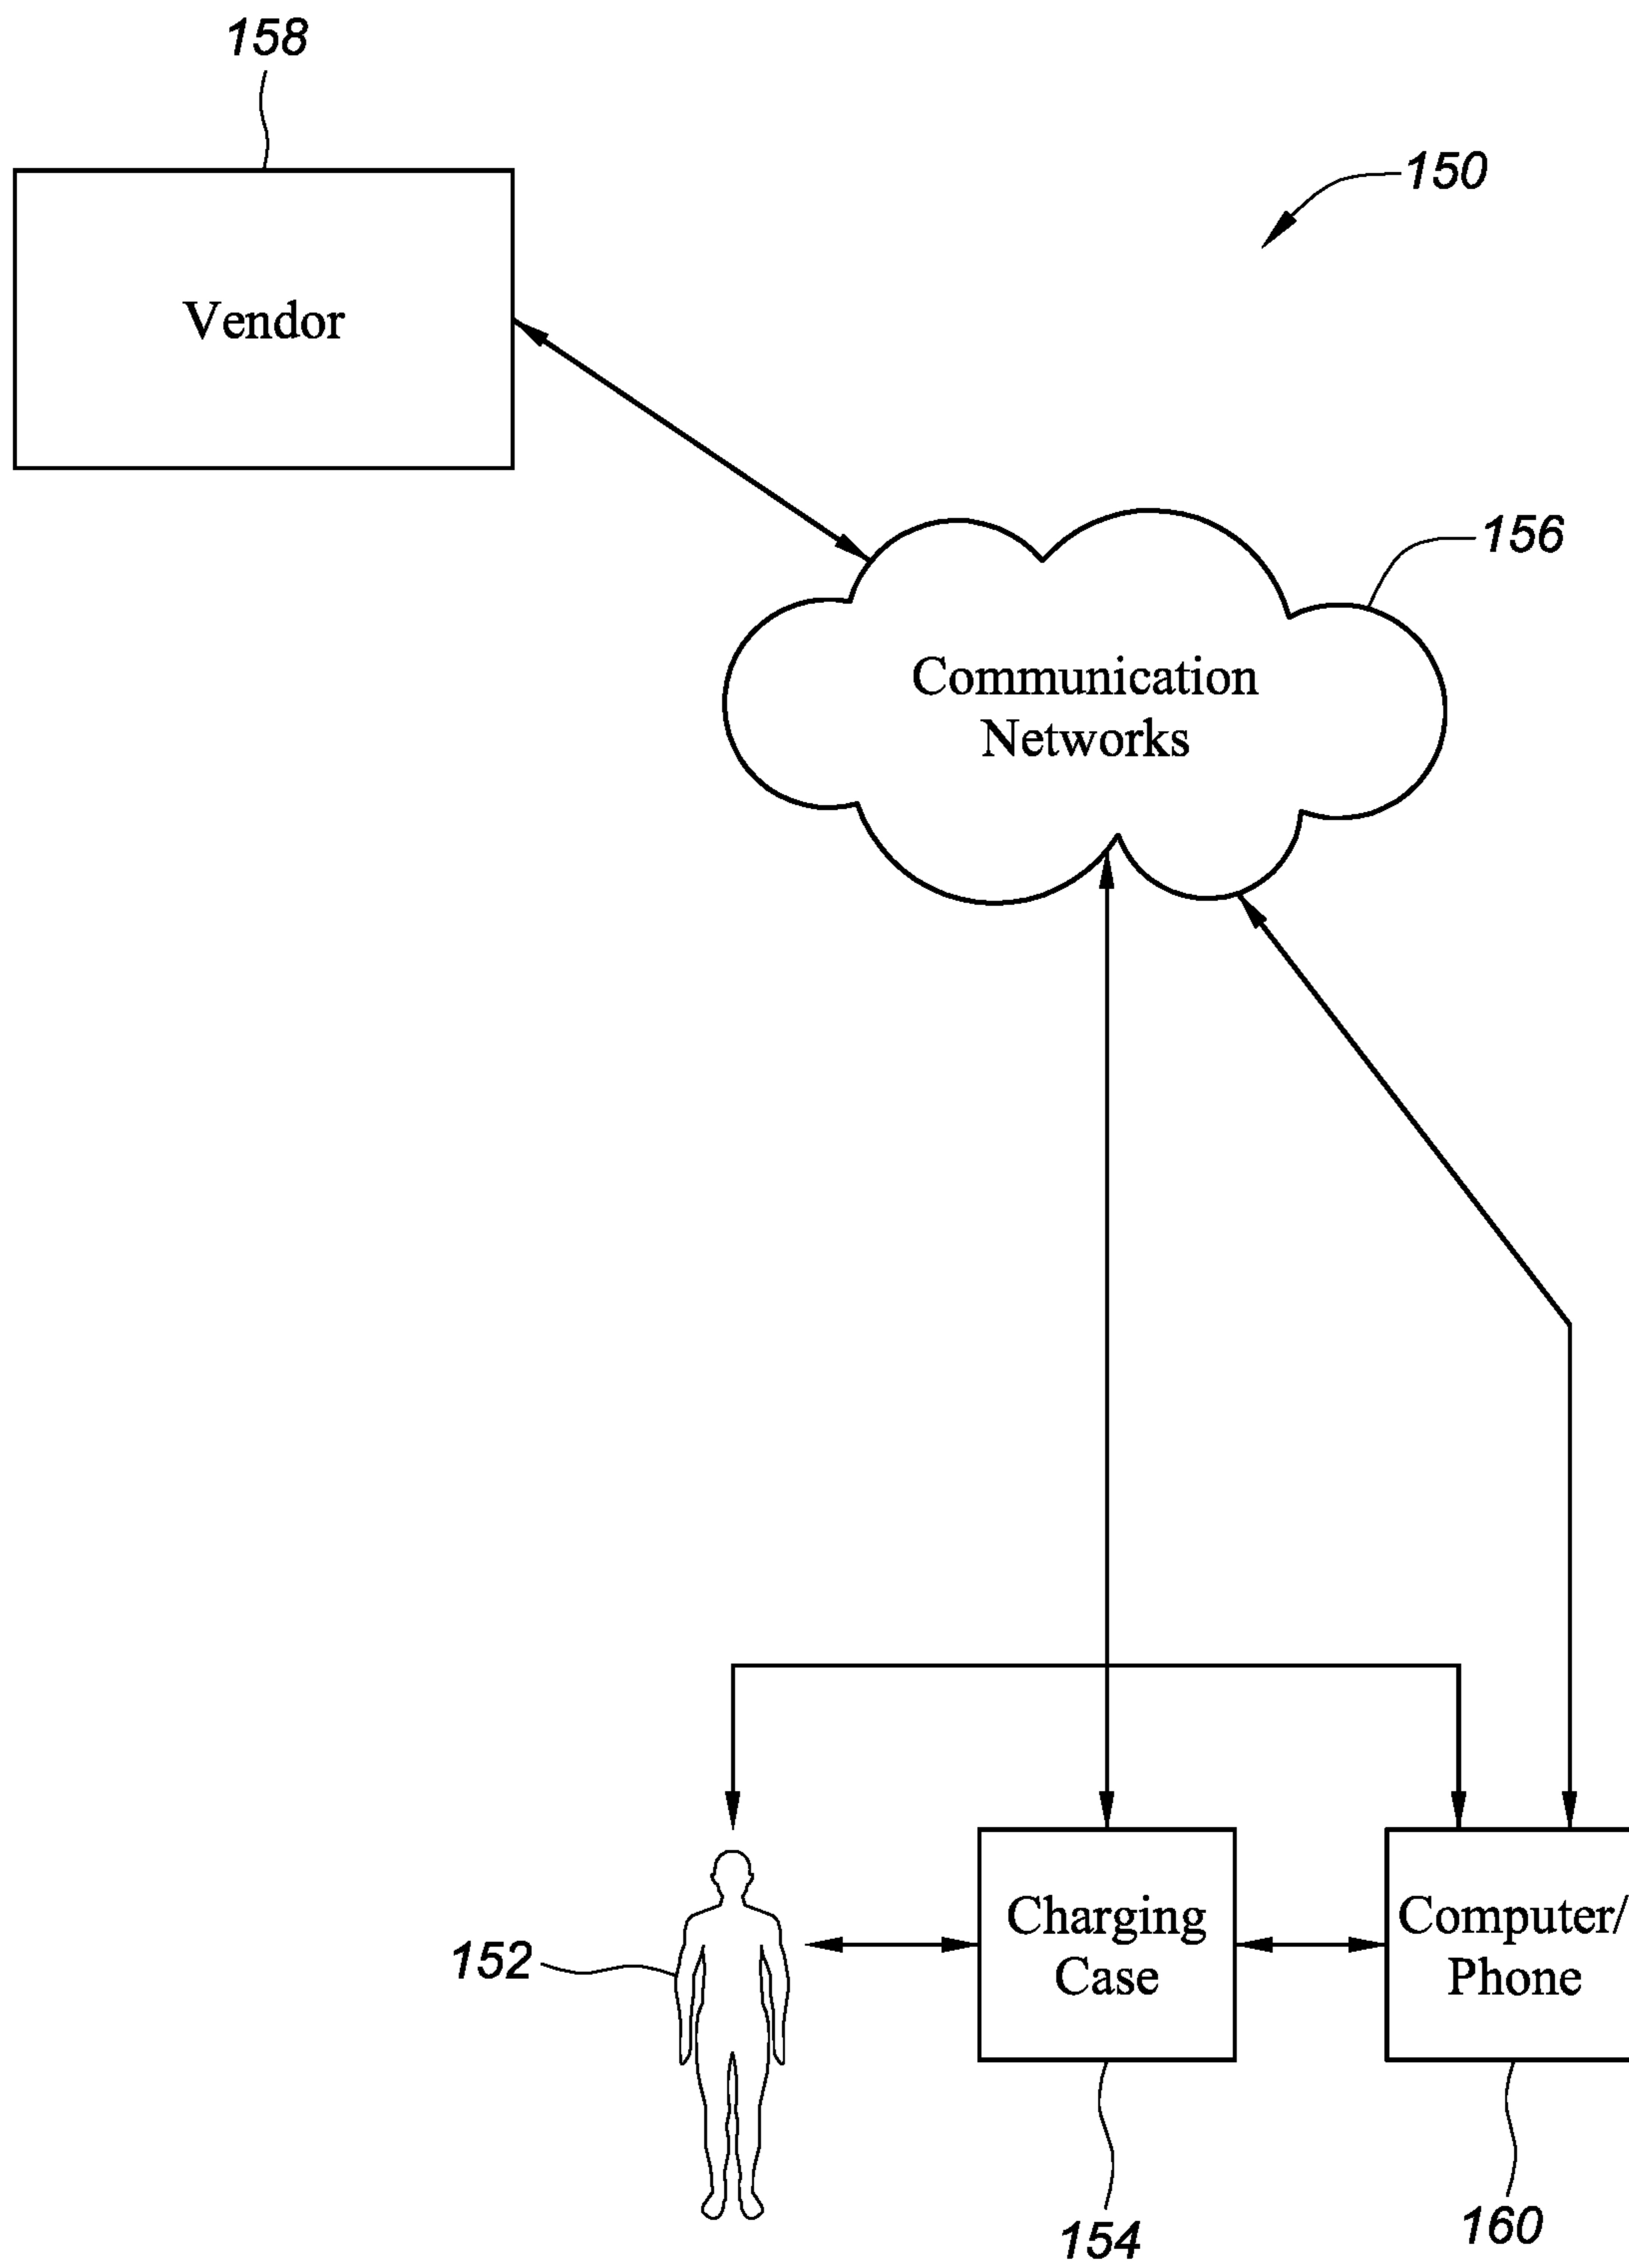 158
150
Vendor
156
Communication
Networks
Charging
Case
Computer/
Phone
152
154
160